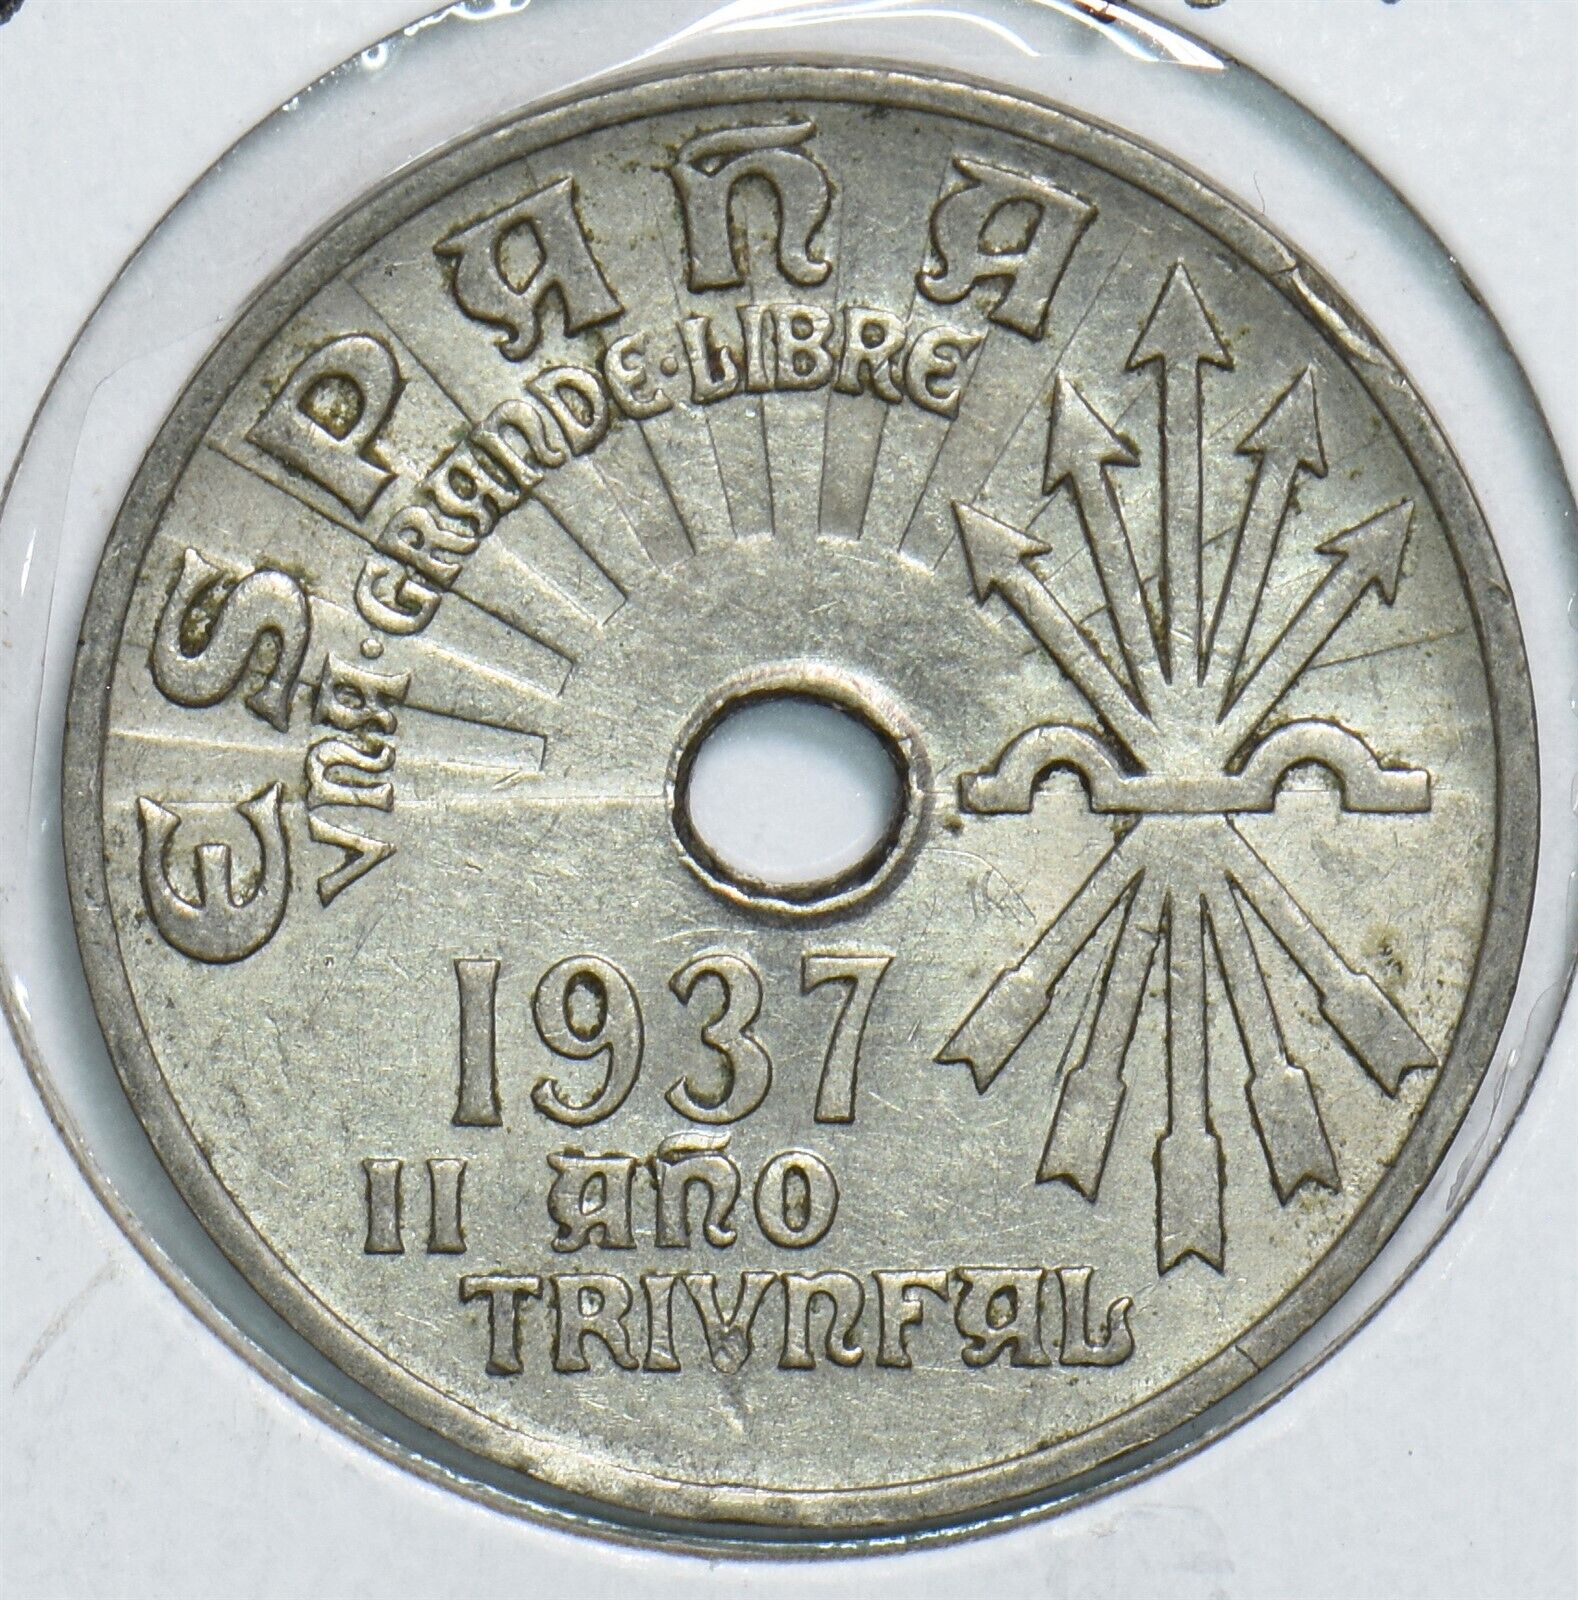 ESPAÑA
VNA·GRANDE·LIBRE
1937
II AÑO
TRIVNFAL